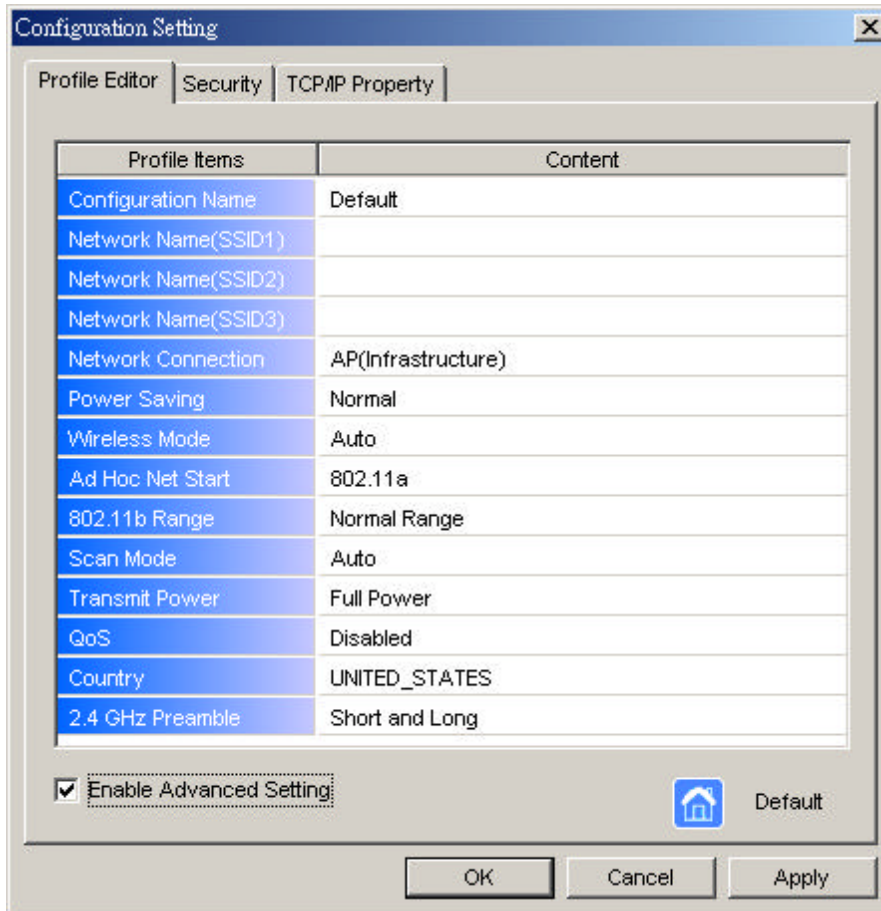 Configuration Setting
Profile Editor Security TCP/IP Property
Profile Items Content
Configuration Name Default
Network Name(SSID1)
Network Name(SSID2)
Network Name(SSID3)
Network Connection AP(Infrastructure)
Power Saving Normal
Wireless Mode Auto
Ad Hoc Net Start 802.11a
802.11b Range Normal Range
Scan Mode Auto
Transmit Power Full Power
QoS Disabled
Country UNITED_STATES
2.4 GHz Preamble Short and Long
Enable Advanced Setting Default
OK Cancel Apply